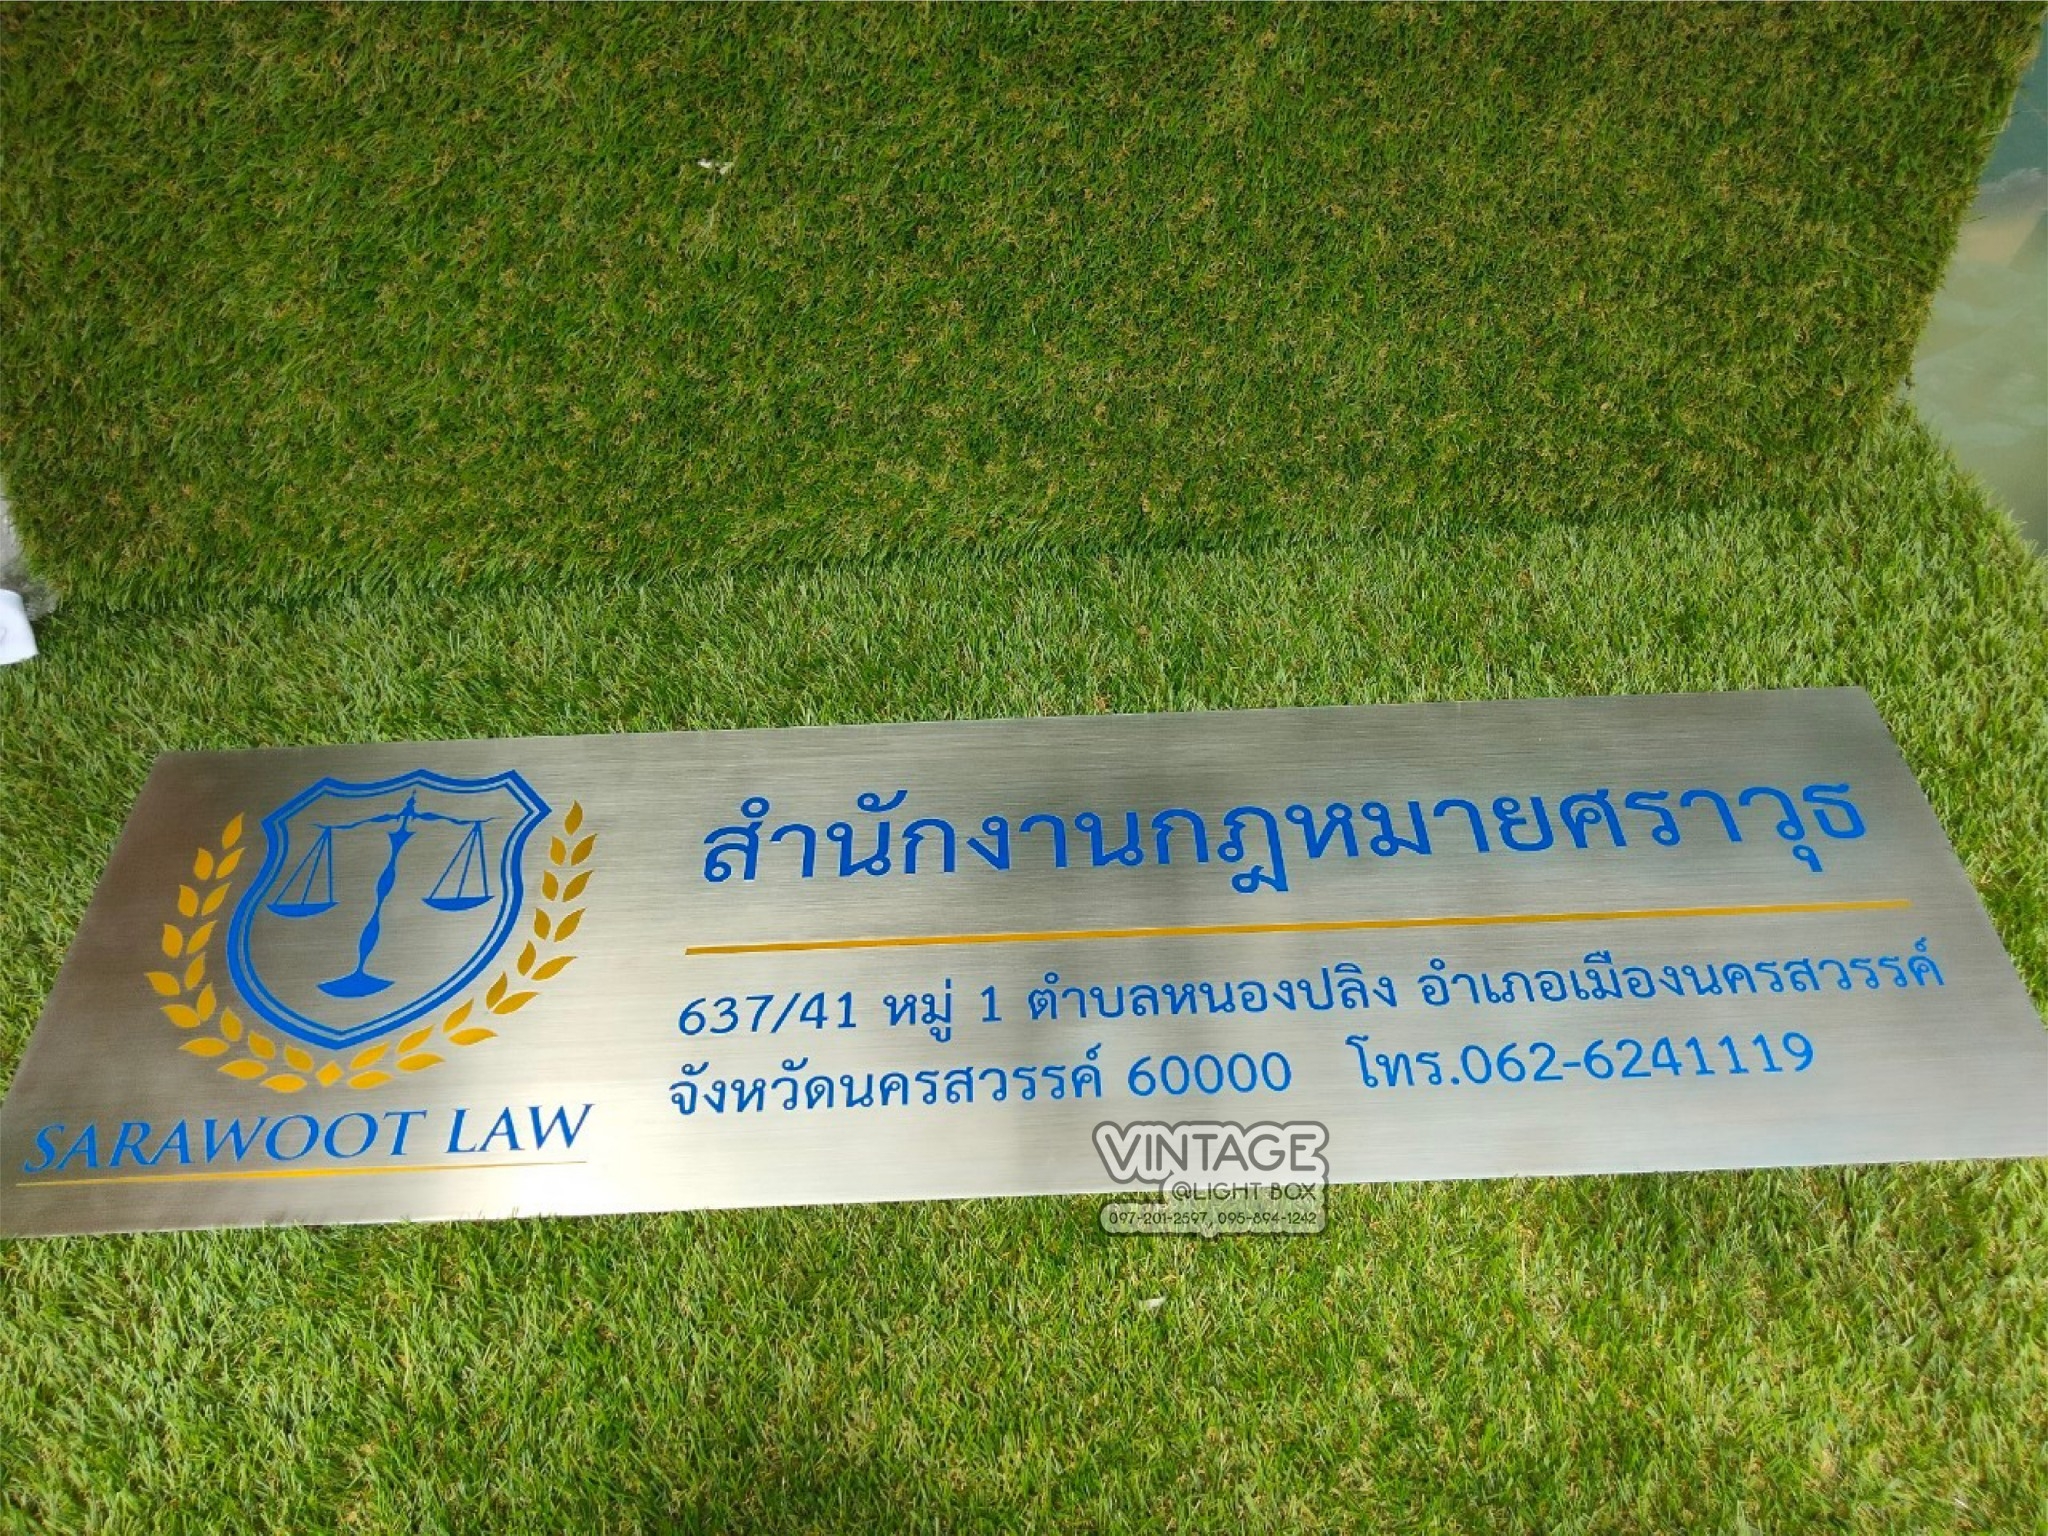 สำนักงานกฎหมายศราวุธ
637/41 หมู่ 1 ตำบลหนองปลิง อำเภอเมืองนครสวรรค์
จังหวัดนครสวรรค์ 60000 โทร.062-6241119
SARAWOOT LAW
VINTAGE
@LIGHT BOX
097-201-2597, 095-894-1242